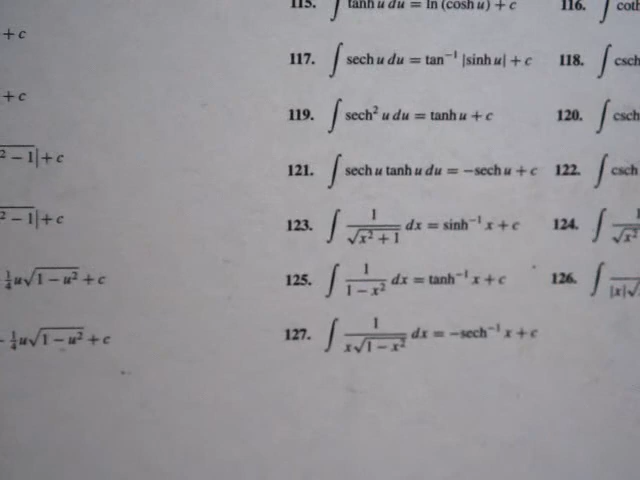 115. ∫ tanh u du = ln (cosh u) + c 116. ∫ coth
+ c
117. ∫ sech u du = tan⁻¹ |sinh u| + c 118. ∫ csch
+ c
119. ∫ sech² u du = tanh u + c 120. ∫ csch
² − 1| + c
121. ∫ sech u tanh u du = −sech u + c 122. ∫ csch
² − 1| + c
123. ∫ 1/√(x² + 1) dx = sinh⁻¹ x + c 124. ∫ 1/√(x²
¼u√(1 − u²) + c
125. ∫ 1/(1 − x²) dx = tanh⁻¹ x + c 126. ∫ /|x|√
− ¼u√(1 − u²) + c
127. ∫ 1/(x√(1 − x²)) dx = −sech⁻¹ x + c